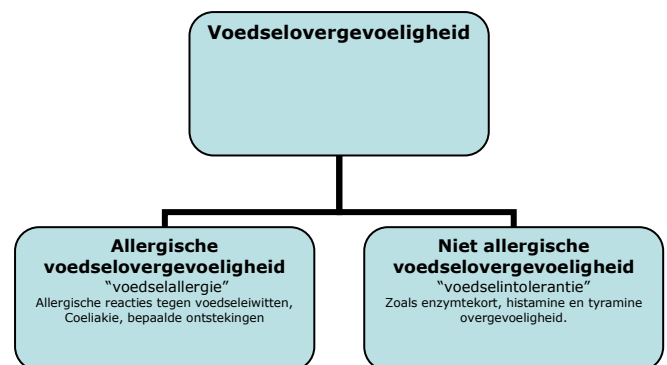 Voedselovergevoeligheid
Allergische
voedselovergevoeligheid
“voedselallergie”
Allergische reacties tegen voedseleiwitten,
Coeliakie, bepaalde ontstekingen
Niet allergische
voedselovergevoeligheid
“voedselintolerantie”
Zoals enzymtekort, histamine en tyramine
overgevoeligheid.